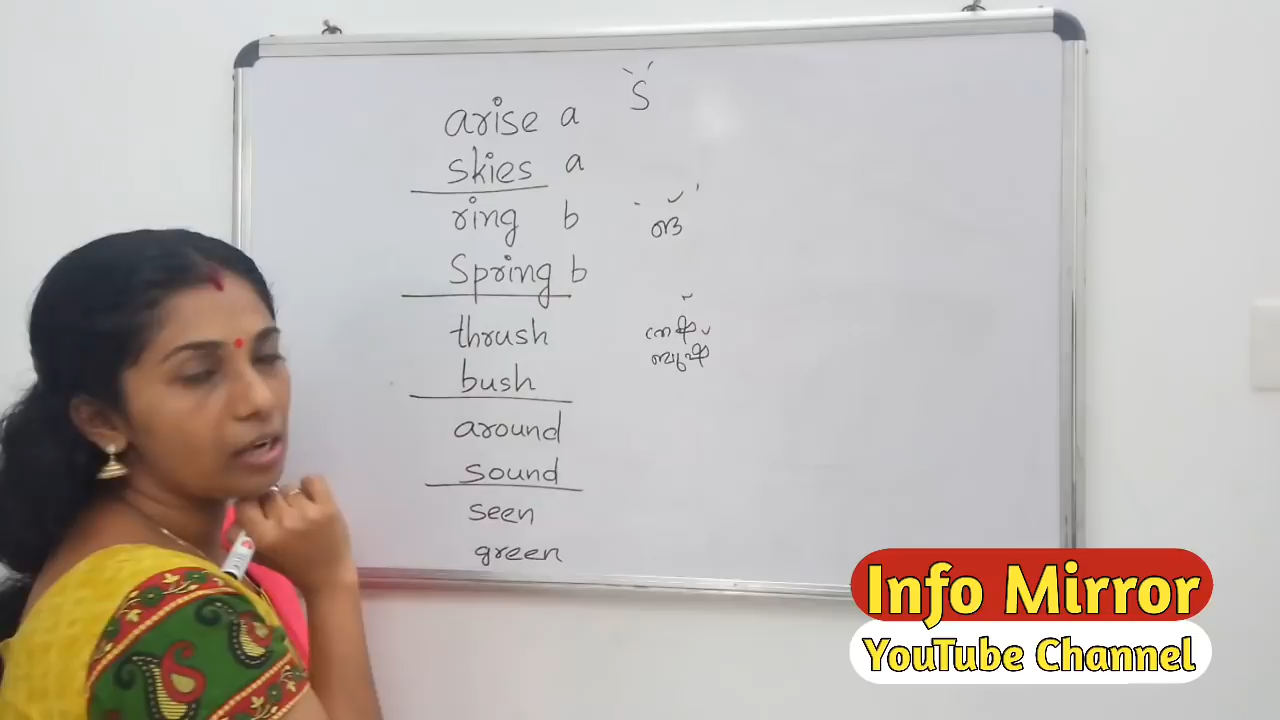 arise a
skies a
ring b
Spring b
thrush
bush
around
sound
seen
green
Info Mirror
YouTube Channel